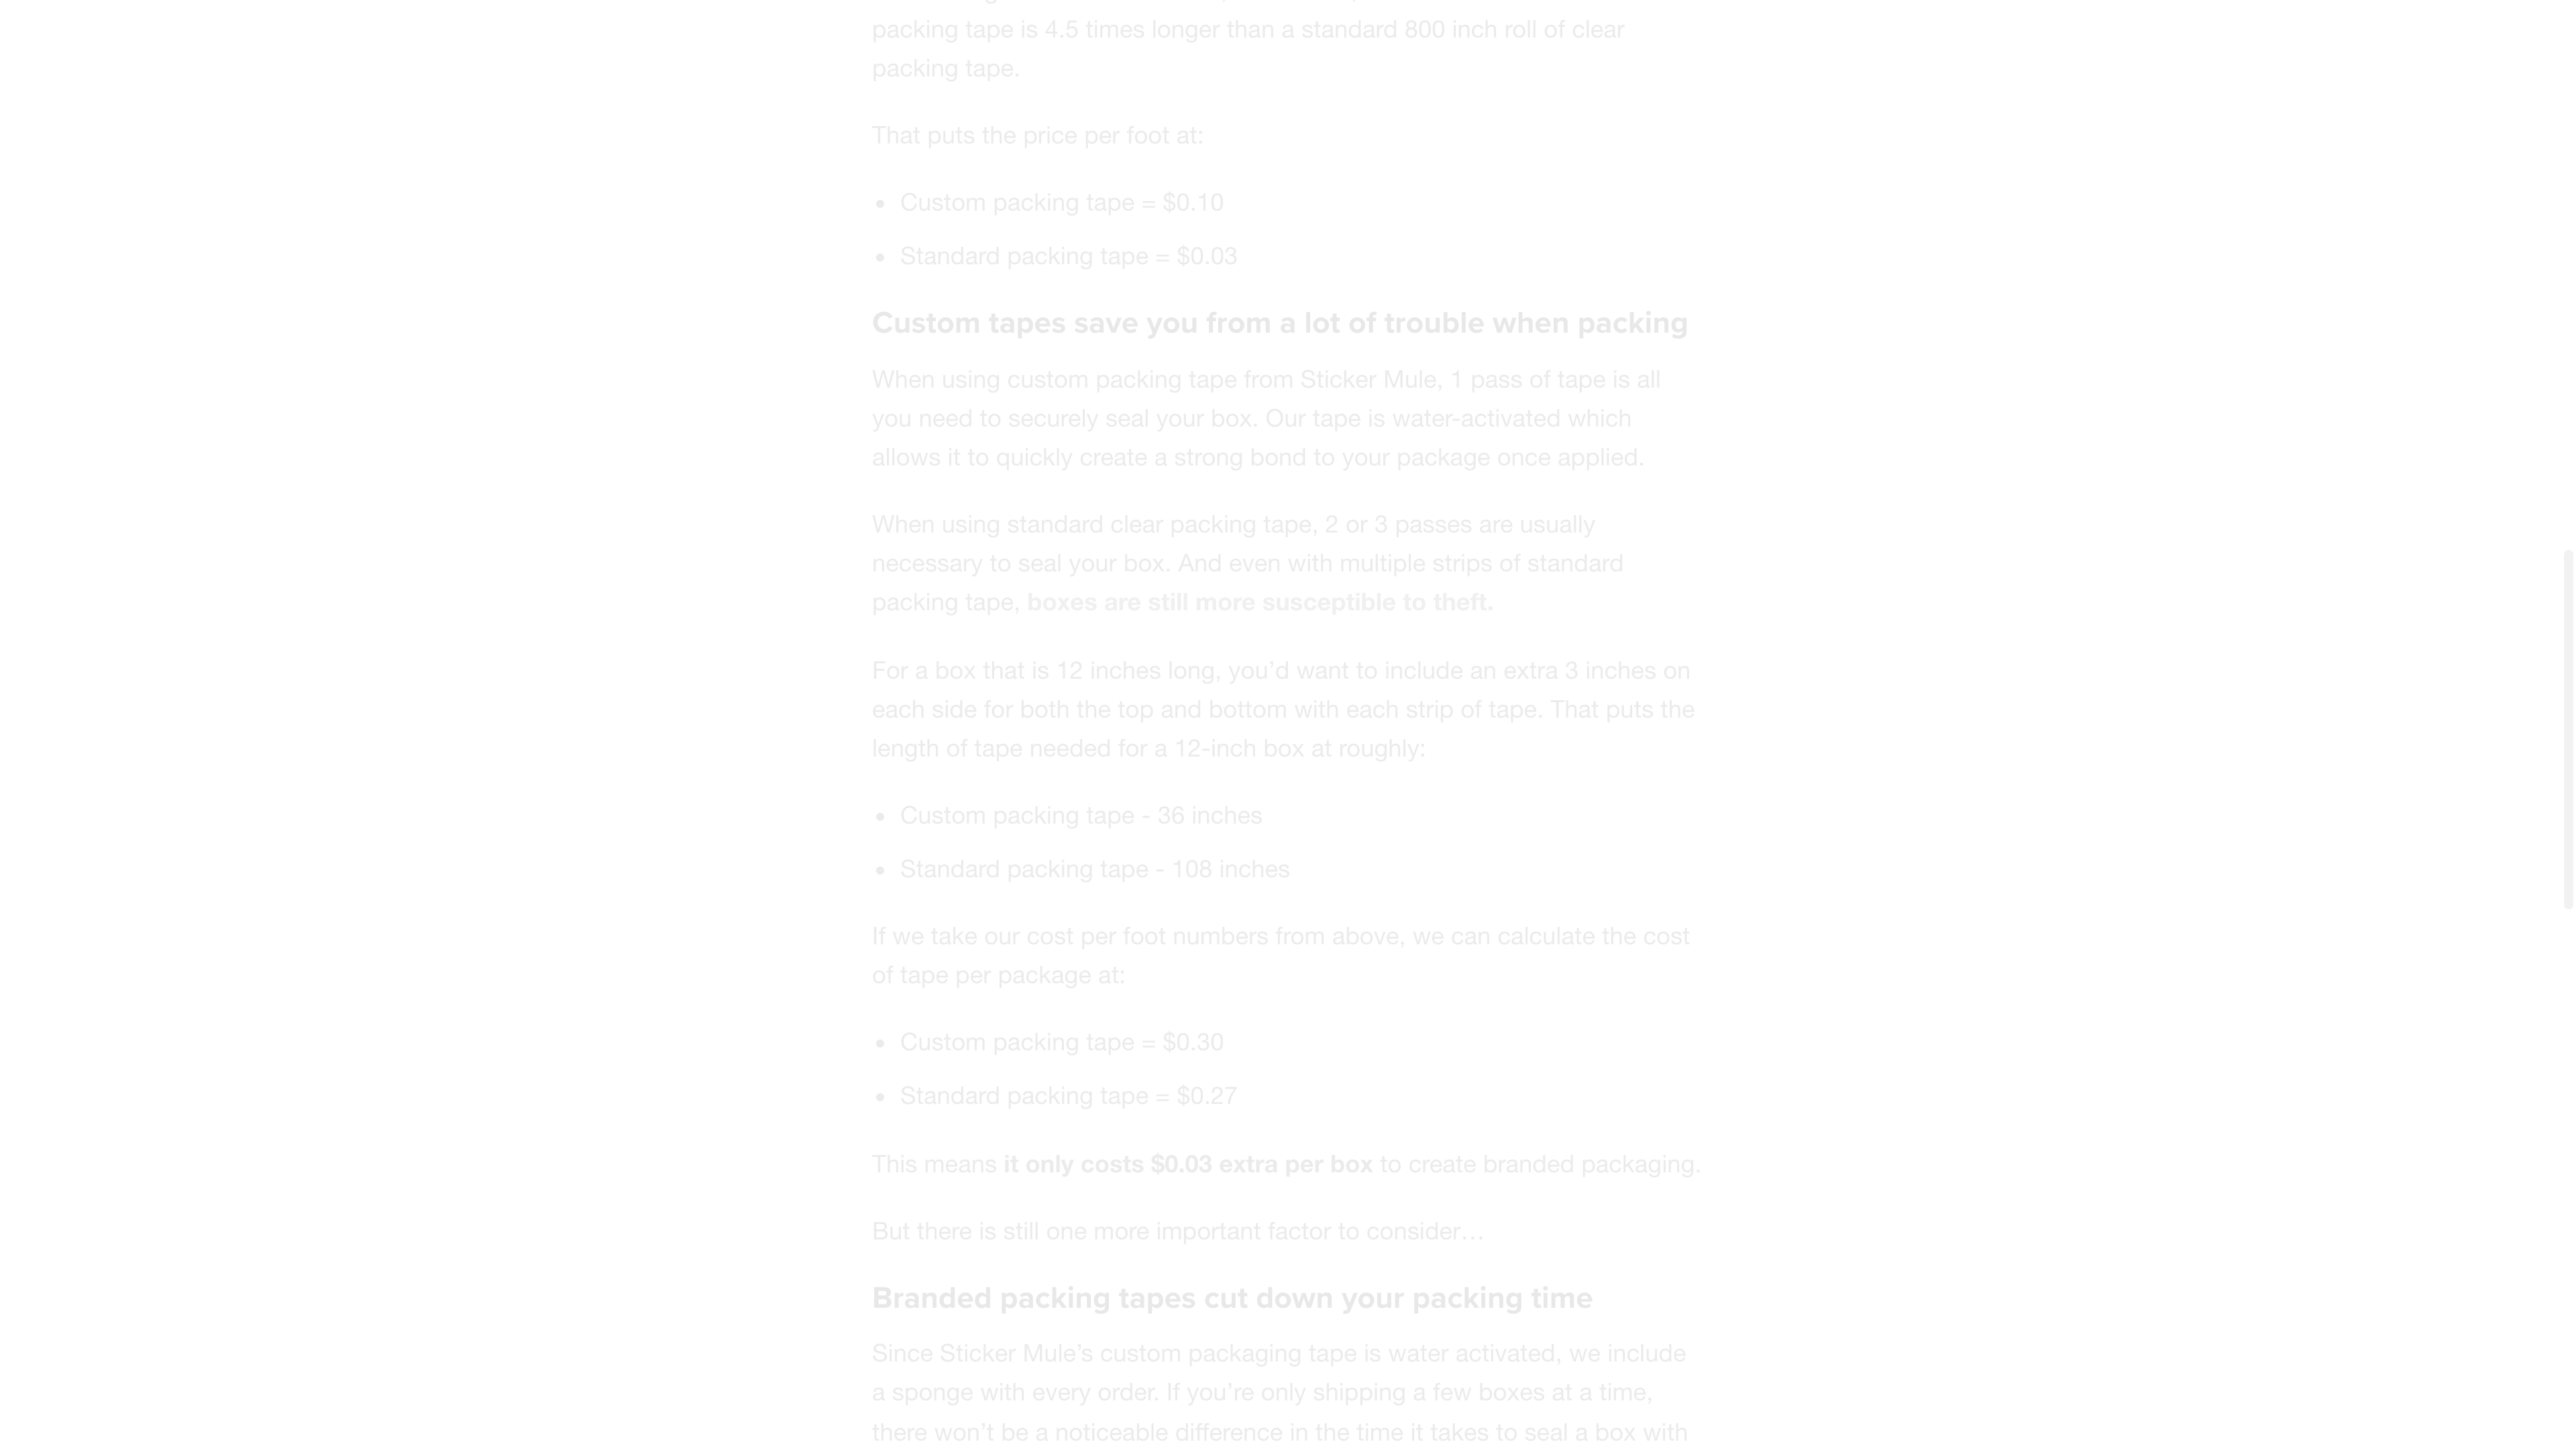 packing tape is 4.5 times longer than a standard 800 inch roll of clear
packing tape.
That puts the price per foot at:
• Custom packing tape = $0.10
• Standard packing tape = $0.03
Custom tapes save you from a lot of trouble when packing
When using custom packing tape from Sticker Mule, 1 pass of tape is all
you need to securely seal your box. Our tape is water-activated which
allows it to quickly create a strong bond to your package once applied.
When using standard clear packing tape, 2 or 3 passes are usually
necessary to seal your box. And even with multiple strips of standard
packing tape, boxes are still more susceptible to theft.
For a box that is 12 inches long, you’d want to include an extra 3 inches on
each side for both the top and bottom with each strip of tape. That puts the
length of tape needed for a 12-inch box at roughly:
• Custom packing tape - 36 inches
• Standard packing tape - 108 inches
If we take our cost per foot numbers from above, we can calculate the cost
of tape per package at:
• Custom packing tape = $0.30
• Standard packing tape = $0.27
This means it only costs $0.03 extra per box to create branded packaging.
But there is still one more important factor to consider…
Branded packing tapes cut down your packing time
Since Sticker Mule’s custom packaging tape is water activated, we include
a sponge with every order. If you’re only shipping a few boxes at a time,
there won’t be a noticeable difference in the time it takes to seal a box with